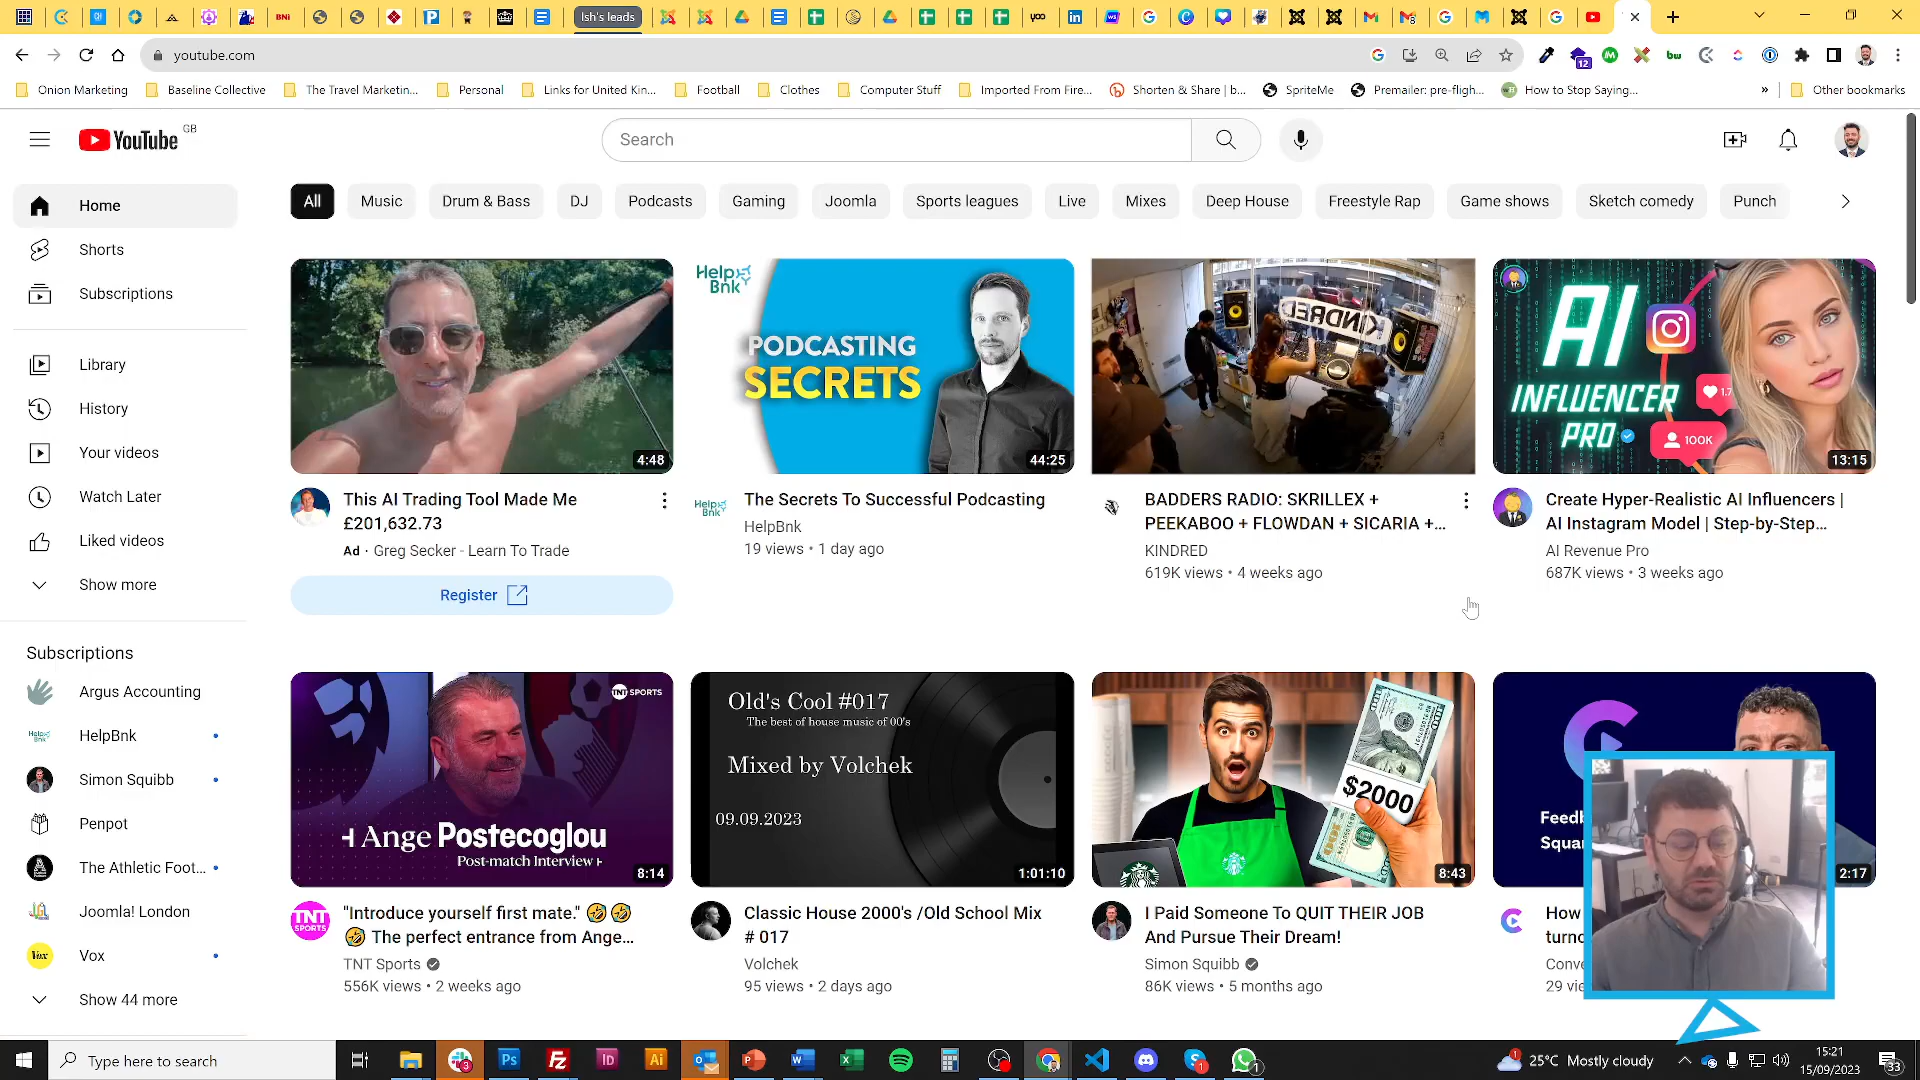 Ish's leads
youtube.com
12
Onion Marketing
Baseline Collective
The Travel Marketin...
Personal
Links for United Kin...
Football
Clothes
Computer Stuff
Imported From Fire...
Shorten & Share | b...
SpriteMe
Premailer: pre-fligh...
How to Stop Saying,...
»
Other bookmarks
YouTube GB
Search
Home
Shorts
Subscriptions
Library
History
Your videos
Watch Later
Liked videos
Show more
Subscriptions
Argus Accounting
HelpBnk
Simon Squibb
Penpot
The Athletic Foot...
Joomla! London
Vox
Show 44 more
All
Music
Drum & Bass
DJ
Podcasts
Gaming
Joomla
Sports leagues
Live
Mixes
Deep House
Freestyle Rap
Game shows
Sketch comedy
Punch
4:48
This AI Trading Tool Made Me
£201,632.73
Ad · Greg Secker - Learn To Trade
Register
Help
Bnk
PODCASTING
SECRETS
44:25
The Secrets To Successful Podcasting
HelpBnk
19 views • 1 day ago
KINDRED
BADDERS RADIO: SKRILLEX +
PEEKABOO + FLOWDAN + SICARIA +...
KINDRED
619K views • 4 weeks ago
AI
INFLUENCER
PRO
100K
13:15
Create Hyper-Realistic AI Influencers |
AI Instagram Model | Step-by-Step...
AI Revenue Pro
687K views • 3 weeks ago
TNT SPORTS
Ange Postecoglou
Post-match Interview
8:14
"Introduce yourself first mate." 🤣🤣
🤣 The perfect entrance from Ange...
TNT Sports
556K views • 2 weeks ago
Old's Cool #017
The best of house music of 00's
Mixed by Volchek
09.09.2023
1:01:10
Classic House 2000's /Old School Mix
# 017
Volchek
95 views • 2 days ago
$2000
8:43
I Paid Someone To QUIT THEIR JOB
And Pursue Their Dream!
Simon Squibb
86K views • 5 months ago
2:17
How
Type here to search
25°C Mostly cloudy
15:21
15/09/2023
33